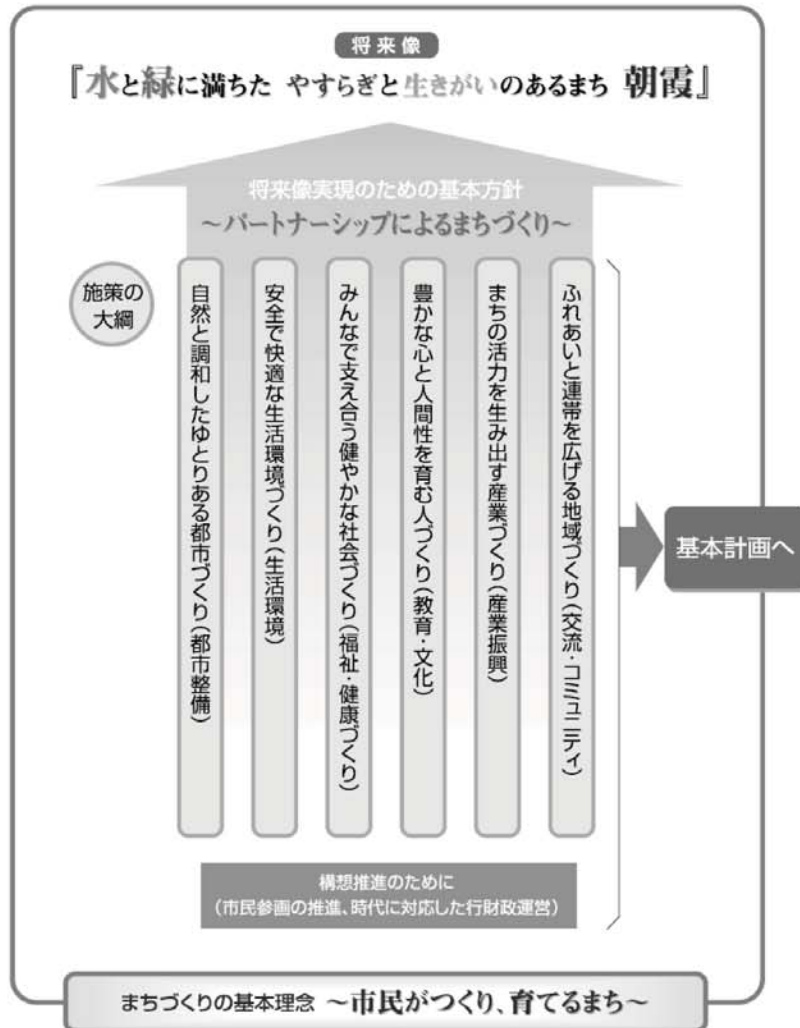 将来像
『水と緑に満ちた やすらぎと生きがいのあるまち 朝霞』
将来像実現のための基本方針
～パートナーシップによるまちづくり～
施策の
大綱
自然と調和したゆとりある都市づくり(都市整備)
安全で快適な生活環境づくり(生活環境)
みんなで支え合う健やかな社会づくり(福祉・健康づくり)
豊かな心と人間性を育む人づくり(教育・文化)
まちの活力を生み出す産業づくり(産業振興)
ふれあいと連帯を広げる地域づくり(交流・コミュニティ)
基本計画へ
構想推進のために
(市民参画の推進、時代に対応した行財政運営)
まちづくりの基本理念 ～市民がつくり、育てるまち～